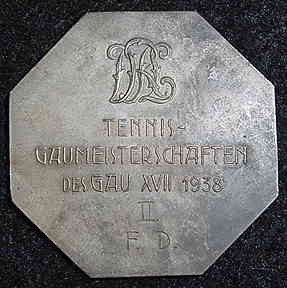 TENNIS-
GAUMEISTERSCHAFTEN
DES GAU XVII 1938
II.
F. D.